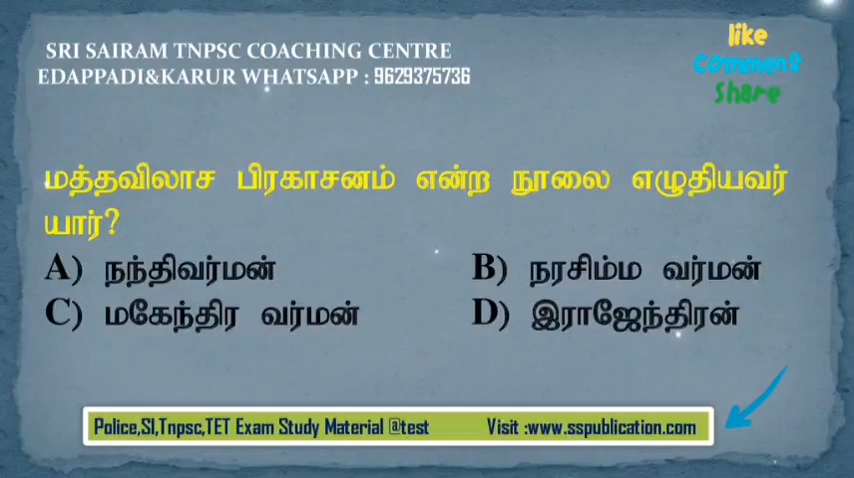 SRI SAIRAM TNPSC COACHING CENTRE
EDAPPADI&KARUR WHATSAPP : 9629375736
like
comment
share
மத்தவிலாச பிரகாசனம் என்ற நூலை எழுதியவர்
யார்?
A) நந்திவர்மன்
B) நரசிம்ம வர்மன்
C) மகேந்திர வர்மன்
D) இராஜேந்திரன்
Police,SI,Tnpsc,TET Exam Study Material @test
Visit :www.sspublication.com